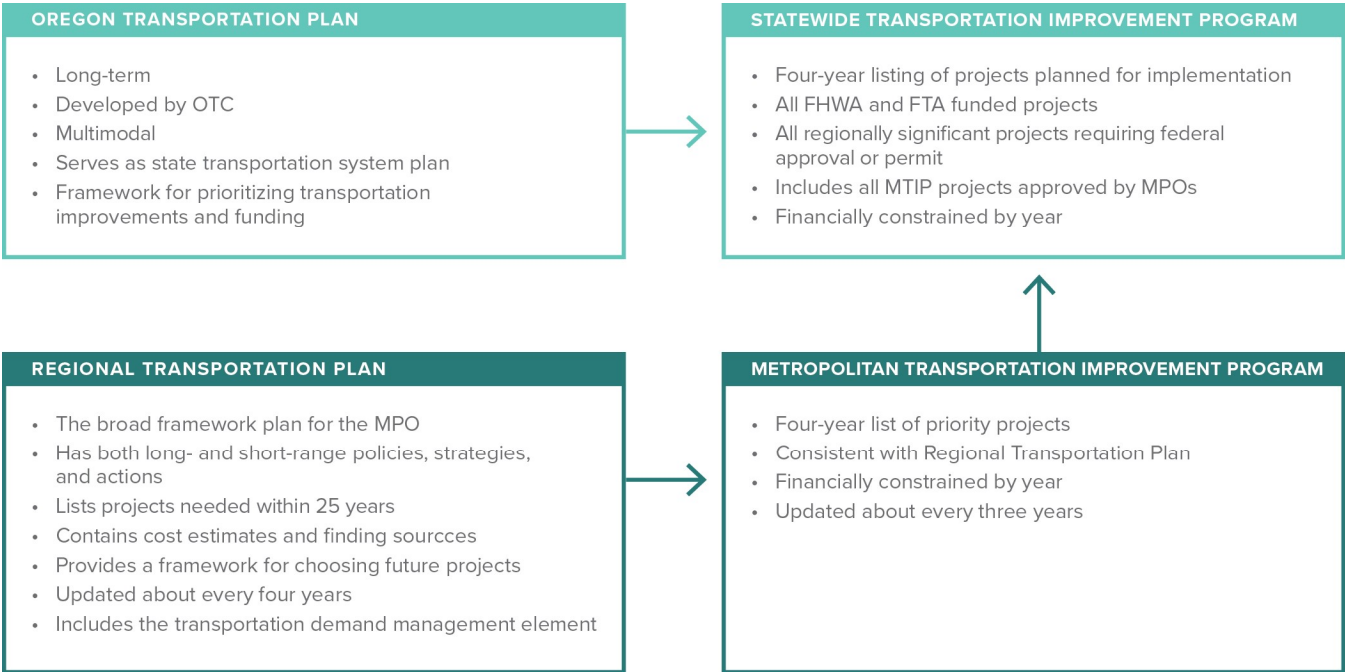 OREGON TRANSPORTATION PLAN
• Long-term
• Developed by OTC
• Multimodal
• Serves as state transportation system plan
• Framework for prioritizing transportation
improvements and funding
STATEWIDE TRANSPORTATION IMPROVEMENT PROGRAM
• Four-year listing of projects planned for implementation
• All FHWA and FTA funded projects
• All regionally significant projects requiring federal
approval or permit
• Includes all MTIP projects approved by MPOs
• Financially constrained by year
REGIONAL TRANSPORTATION PLAN
• The broad framework plan for the MPO
• Has both long- and short-range policies, strategies,
and actions
• Lists projects needed within 25 years
• Contains cost estimates and finding sourcces
• Provides a framework for choosing future projects
• Updated about every four years
• Includes the transportation demand management element
METROPOLITAN TRANSPORTATION IMPROVEMENT PROGRAM
• Four-year list of priority projects
• Consistent with Regional Transportation Plan
• Financially constrained by year
• Updated about every three years